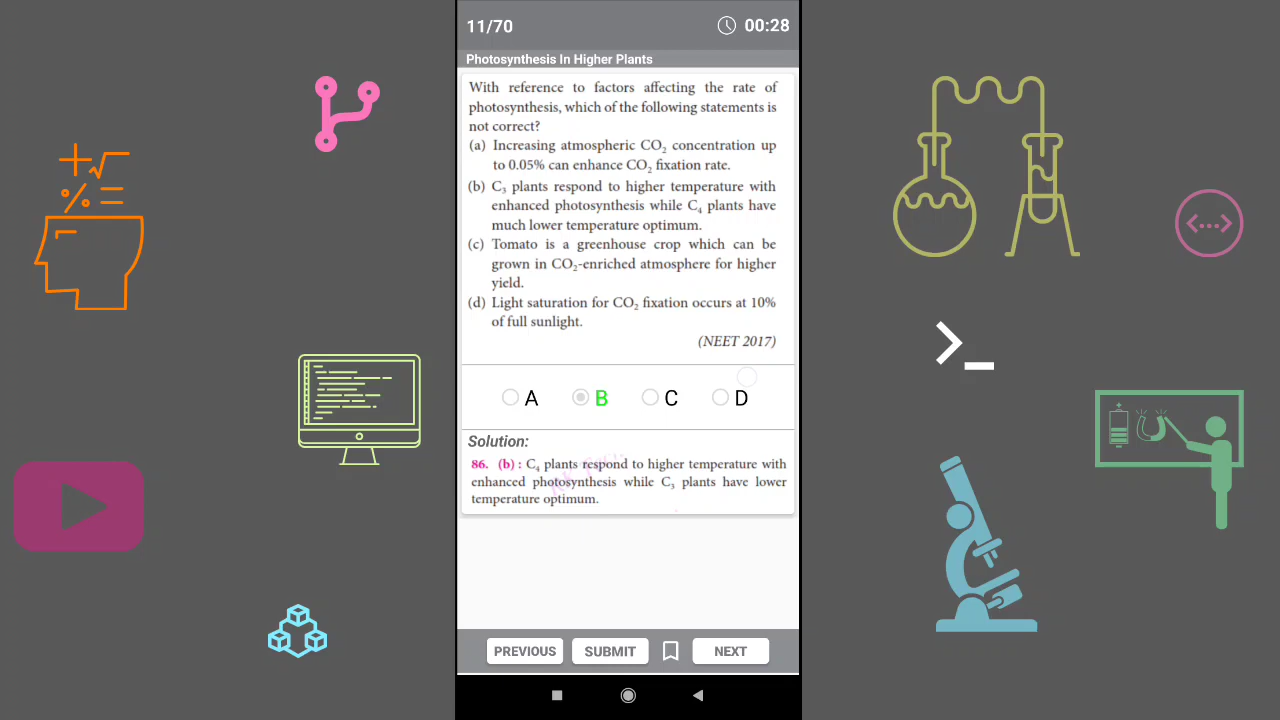 11/70
00:28
Photosynthesis In Higher Plants
With reference to factors affecting the rate of
photosynthesis, which of the following statements is
not correct?
(a) Increasing atmospheric CO₂ concentration up
to 0.05% can enhance CO₂ fixation rate.
(b) C₃ plants respond to higher temperature with
enhanced photosynthesis while C₄ plants have
much lower temperature optimum.
(c) Tomato is a greenhouse crop which can be
grown in CO₂-enriched atmosphere for higher
yield.
(d) Light saturation for CO₂ fixation occurs at 10%
of full sunlight.
(NEET 2017)
A B C D
Solution:
86. (b) : C₄ plants respond to higher temperature with
enhanced photosynthesis while C₃ plants have lower
temperature optimum.
PREVIOUS SUBMIT NEXT